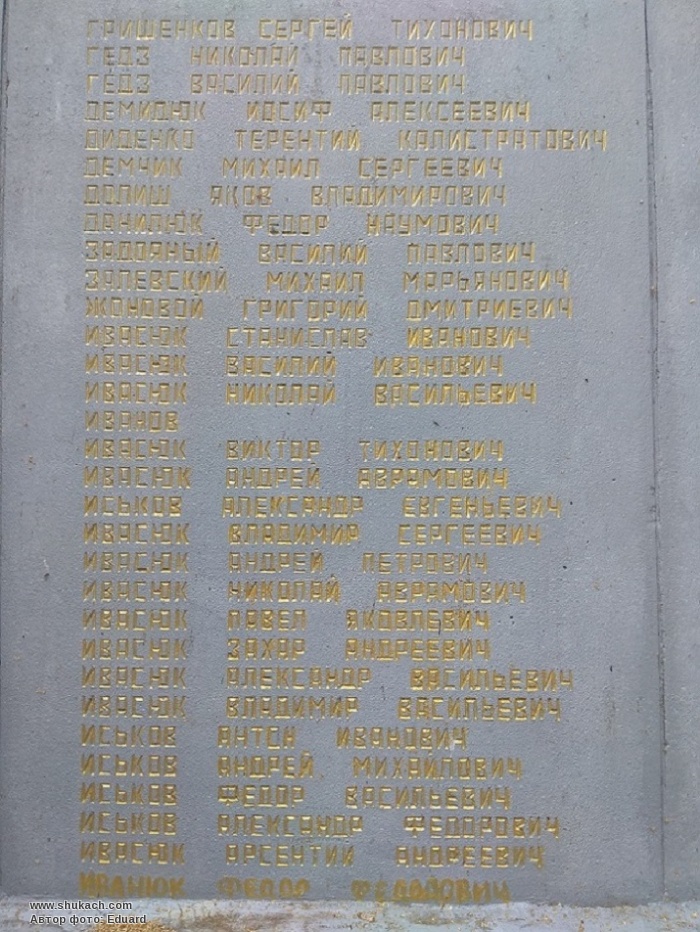 ГРИЩЕНКОВ СЕРГЕЙ ТИХОНОВИЧ
ГЕДЗ НИКОЛАЙ ПАВЛОВИЧ
ГЕДЗ ВАСИЛИЙ ПАВЛОВИЧ
ДЕМИДЮК ИОСИФ АЛЕКСЕЕВИЧ
ДИДЕНКО ТЕРЕНТИЙ КАЛИСТРАТОВИЧ
ДЕМЧИК МИХАИЛ СЕРГЕЕВИЧ
ДОЛИШ ЯКОВ ВЛАДИМИРОВИЧ
ДАНИЛЮК ФЕДОР НАУМОВИЧ
ВАСИЛИЙ ПАВЛОВИЧ
ЗАЛЕВСКИЙ МИХАИЛ МАРЬЯНОВИЧ
ЖОНОВОЙ ГРИГОРИЙ ДМИТРИЕВИЧ
ИВАСЮК СТАНИСЛАВ ИВАНОВИЧ
ИВАСЮК ВАСИЛИЙ ИВАНОВИЧ
ИВАСЮК НИКОЛАЙ ВАСИЛЬЕВИЧ
ИВАНОВ
ИВАСЮК ВИКТОР ТИХОНОВИЧ
ИВАСЮК АНДРЕЙ АВРАМОВИЧ
ИСЬКОВ АЛЕКСАНДР ЕВГЕНЬЕВИЧ
ИВАСЮК ВЛАДИМИР СЕРГЕЕВИЧ
ИВАСЮК АНДРЕЙ ПЕТРОВИЧ
ИВАСЮК НИКОЛАЙ АВРАМОВИЧ
ИВАСЮК ПАВЕЛ ЯКОВЛЕВИЧ
ИВАСЮК ЗАХАР АНДРЕЕВИЧ
ИВАСЮК АЛЕКСАНДР ВАСИЛЬЕВИЧ
ИВАСЮК ВЛАДИМИР ВАСИЛЬЕВИЧ
ИСЬКОВ АНТОН ИВАНОВИЧ
ИСЬКОВ АНДРЕЙ МИХАЙЛОВИЧ
ИСЬКОВ ФЕДОР ВАСИЛЬЕВИЧ
ИСЬКОВ АЛЕКСАНДР ФЕДОРОВИЧ
ИВАСЮК АРСЕНТИЙ АНДРЕЕВИЧ
ИВАНЮК ФЕДОР ФЕДОРОВИЧ
www.shukach.com
Автор фото: Eduard